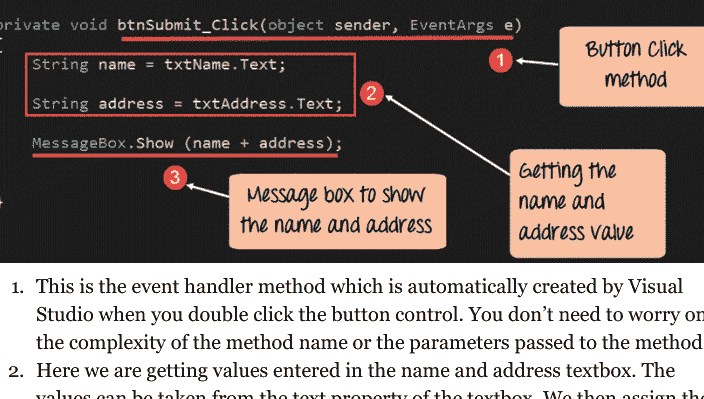 private void btnSubmit_Click(object sender, EventArgs e)
String name = txtName.Text;
String address = txtAddress.Text;
MessageBox.Show (name + address);
1
Button Click
method
2
Getting the
name and
address value
3
Message box to show
the name and address
1. This is the event handler method which is automatically created by Visual
Studio when you double click the button control. You don’t need to worry on
the complexity of the method name or the parameters passed to the method
2. Here we are getting values entered in the name and address textbox. The
values can be taken from the text property of the textbox. We then assign the